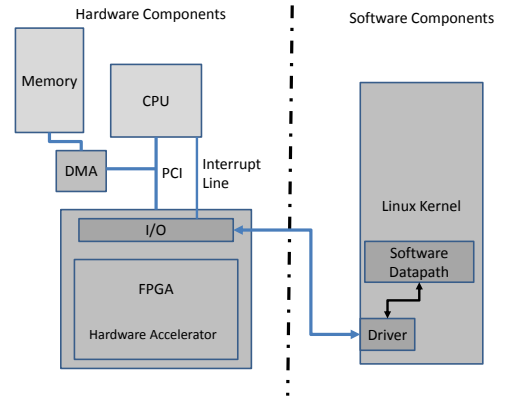 Hardware Components
Software Components
Memory
CPU
DMA
PCI
Interrupt
Line
I/O
FPGA
Hardware Accelerator
Linux Kernel
Software
Datapath
Driver